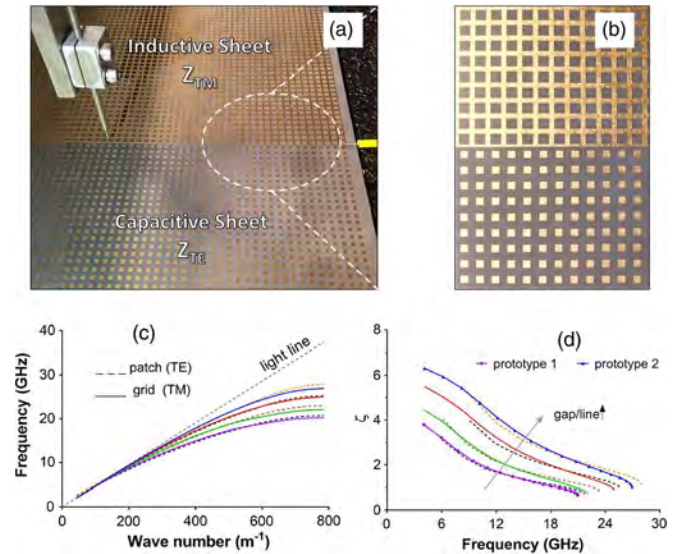 (a)
Inductive Sheet
Z_TM
Capacitive Sheet
Z_TE
(b)
(c)
Frequency (GHz)
40
30
20
10
0
0 200 400 600 800
Wave number (m⁻¹)
patch (TE)
grid (TM)
light line
(d)
ζ
8
6
4
2
0
0 6 12 18 24 30
Frequency (GHz)
prototype 1
prototype 2
gap/line